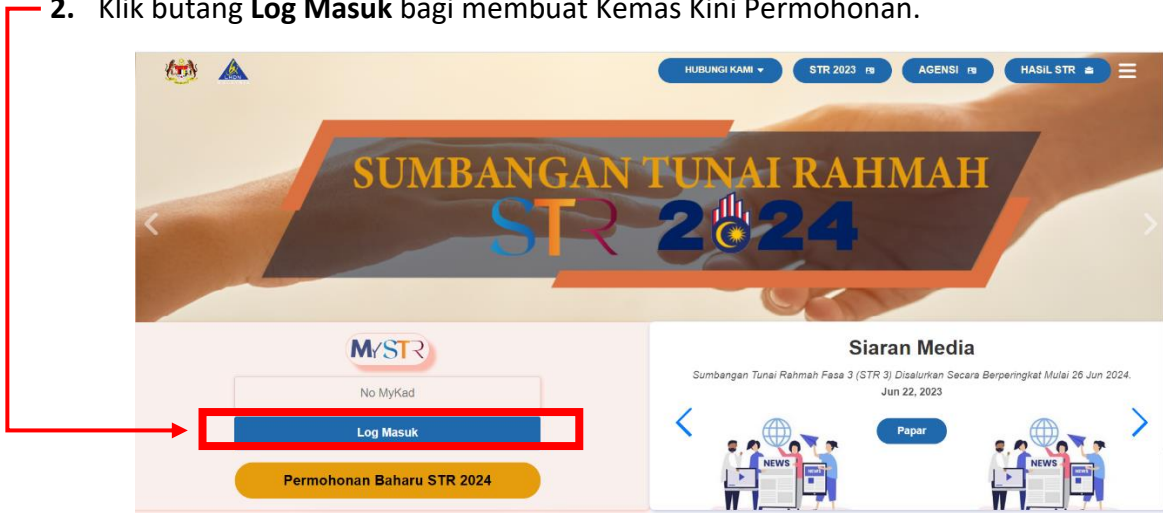 2. Klik butang Log Masuk bagi membuat Kemas Kini Permohonan.
HUBUNGI KAMI STR 2023 AGENSI HASiL STR
SUMBANGAN TUNAI RAHMAH
STR 2024
MYSTR
No MyKad
Log Masuk
Permohonan Baharu STR 2024
Siaran Media
Sumbangan Tunai Rahmah Fasa 3 (STR 3) Disalurkan Secara Berperingkat Mulai 26 Jun 2024.
Jun 22, 2023
Papar
NEWS
NEWS